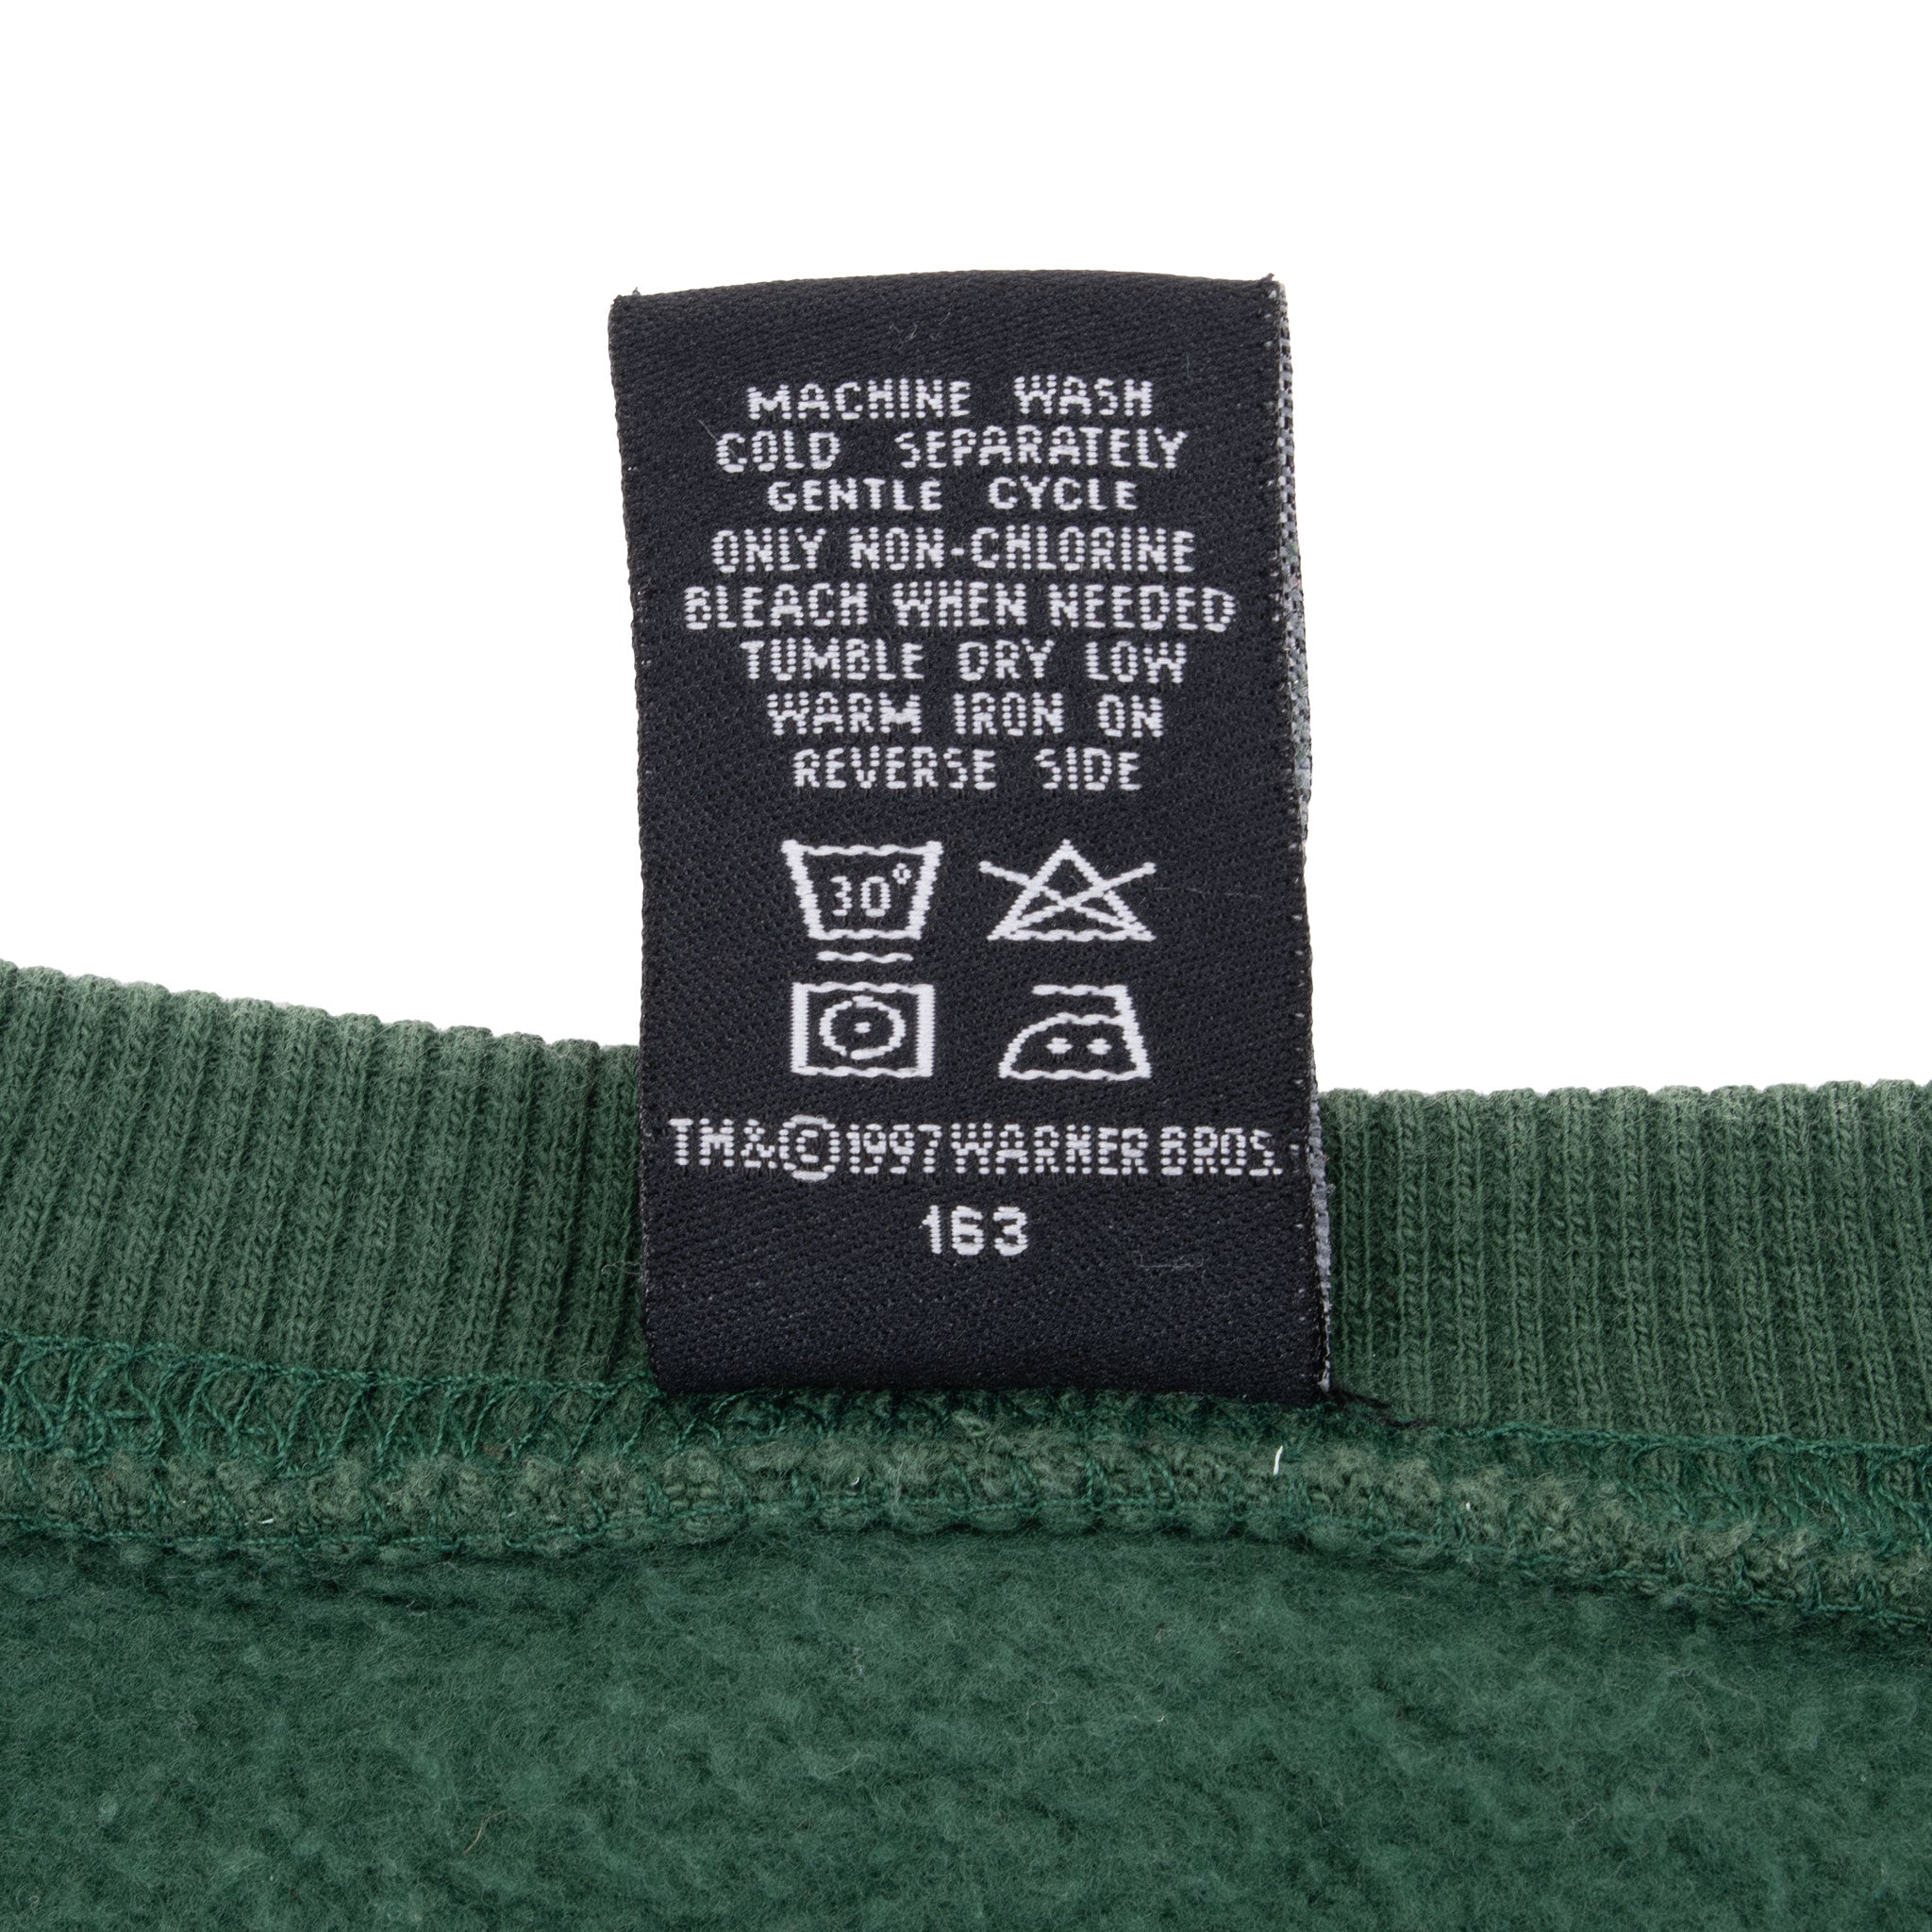 MACHINE WASH
COLD SEPARATELY
GENTLE CYCLE
ONLY NON-CHLORINE
BLEACH WHEN NEEDED
TUMBLE DRY LOW
WARM IRON ON
REVERSE SIDE
30°
TM&©1997 WARNER BROS.
163